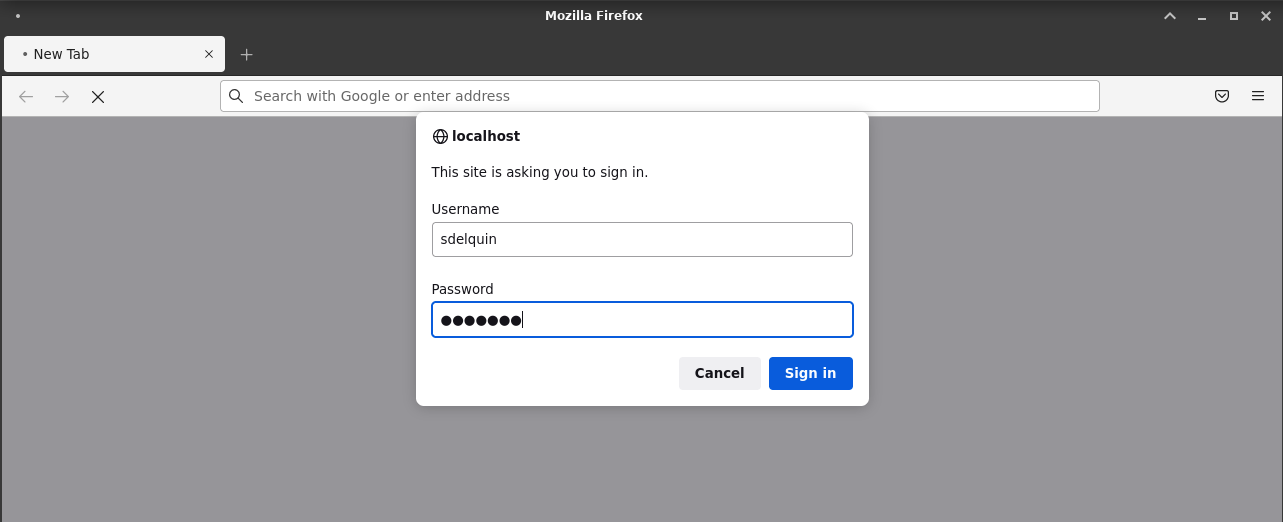 Mozilla Firefox
New Tab
Search with Google or enter address
localhost
This site is asking you to sign in.
Username
sdelquin
Password
●●●●●●●
Cancel Sign in